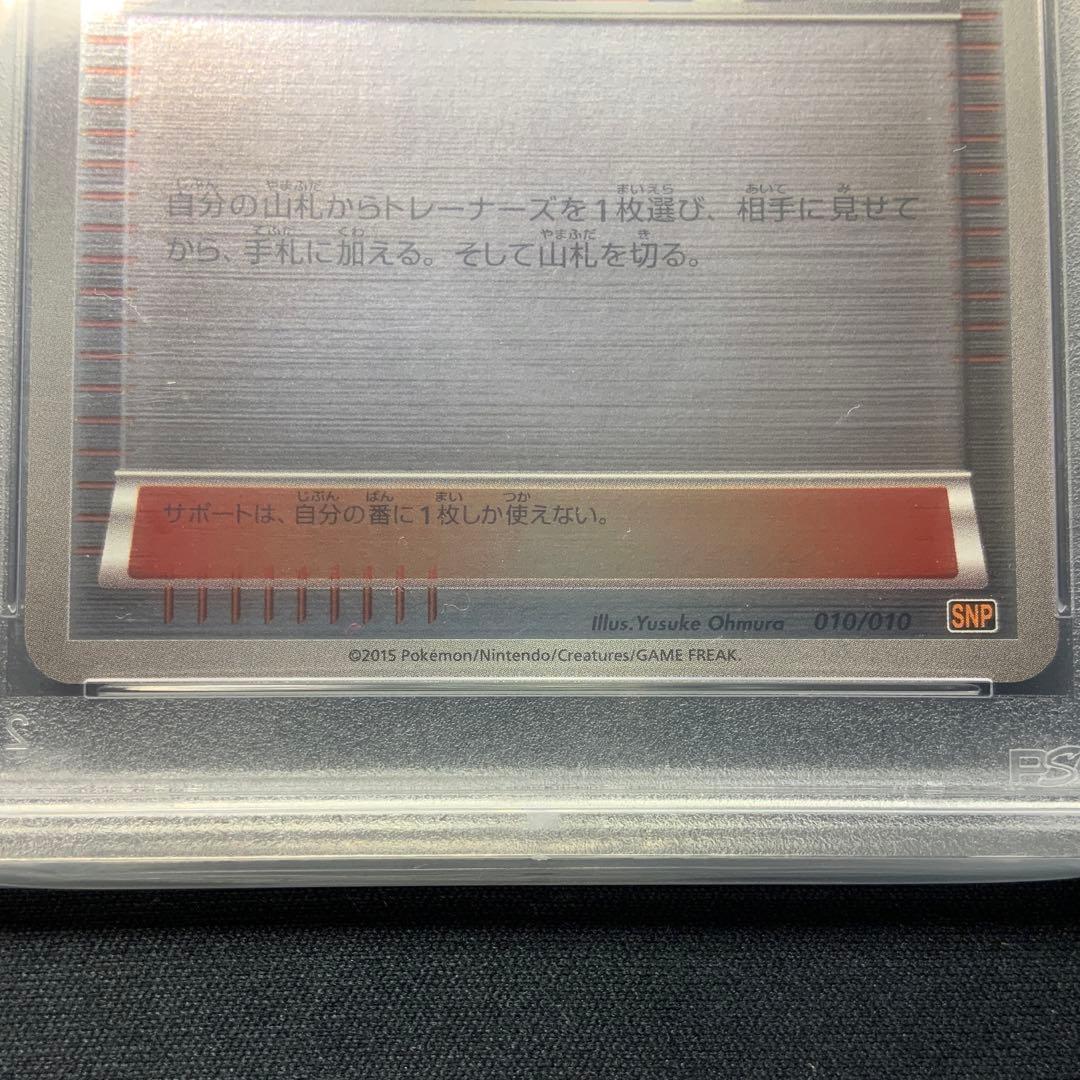 自分の山札からトレーナーズを1枚選び、相手に見せて
から、手札に加える。そして山札を切る。
サポートは、自分の番に1枚しか使えない。
Illus.Yusuke Ohmura 010/010 SNP
©2015 Pokémon/Nintendo/Creatures/GAME FREAK.